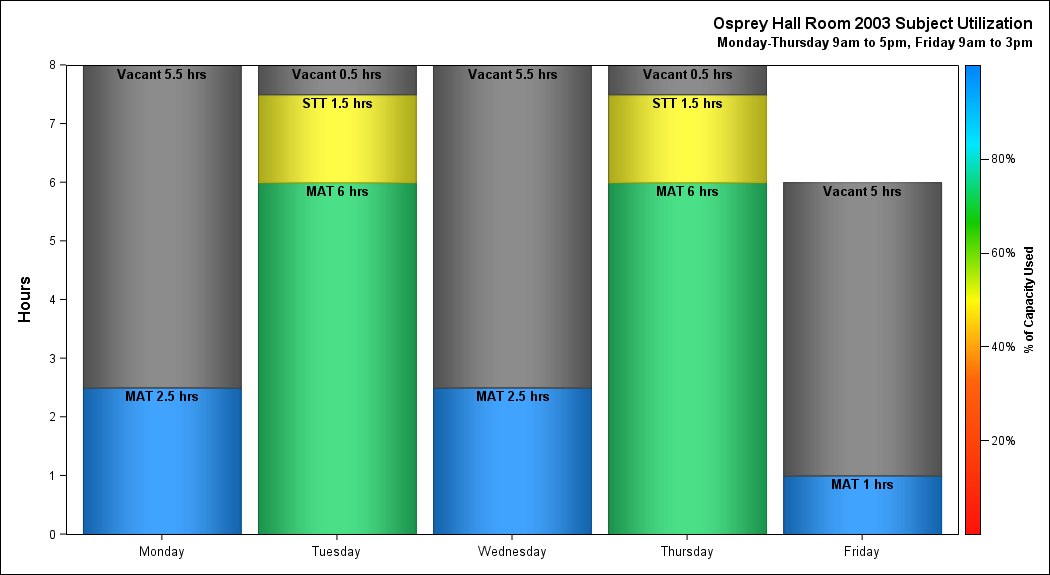 Osprey Hall Room 2003 Subject Utilization
Monday-Thursday 9am to 5pm, Friday 9am to 3pm
Hours
8
7
6
5
4
3
2
1
0
Vacant 5.5 hrs
MAT 2.5 hrs
Vacant 0.5 hrs
STT 1.5 hrs
MAT 6 hrs
Vacant 5.5 hrs
MAT 2.5 hrs
Vacant 0.5 hrs
STT 1.5 hrs
MAT 6 hrs
Vacant 5 hrs
MAT 1 hrs
Monday
Tuesday
Wednesday
Thursday
Friday
80%
60%
40%
20%
% of Capacity Used